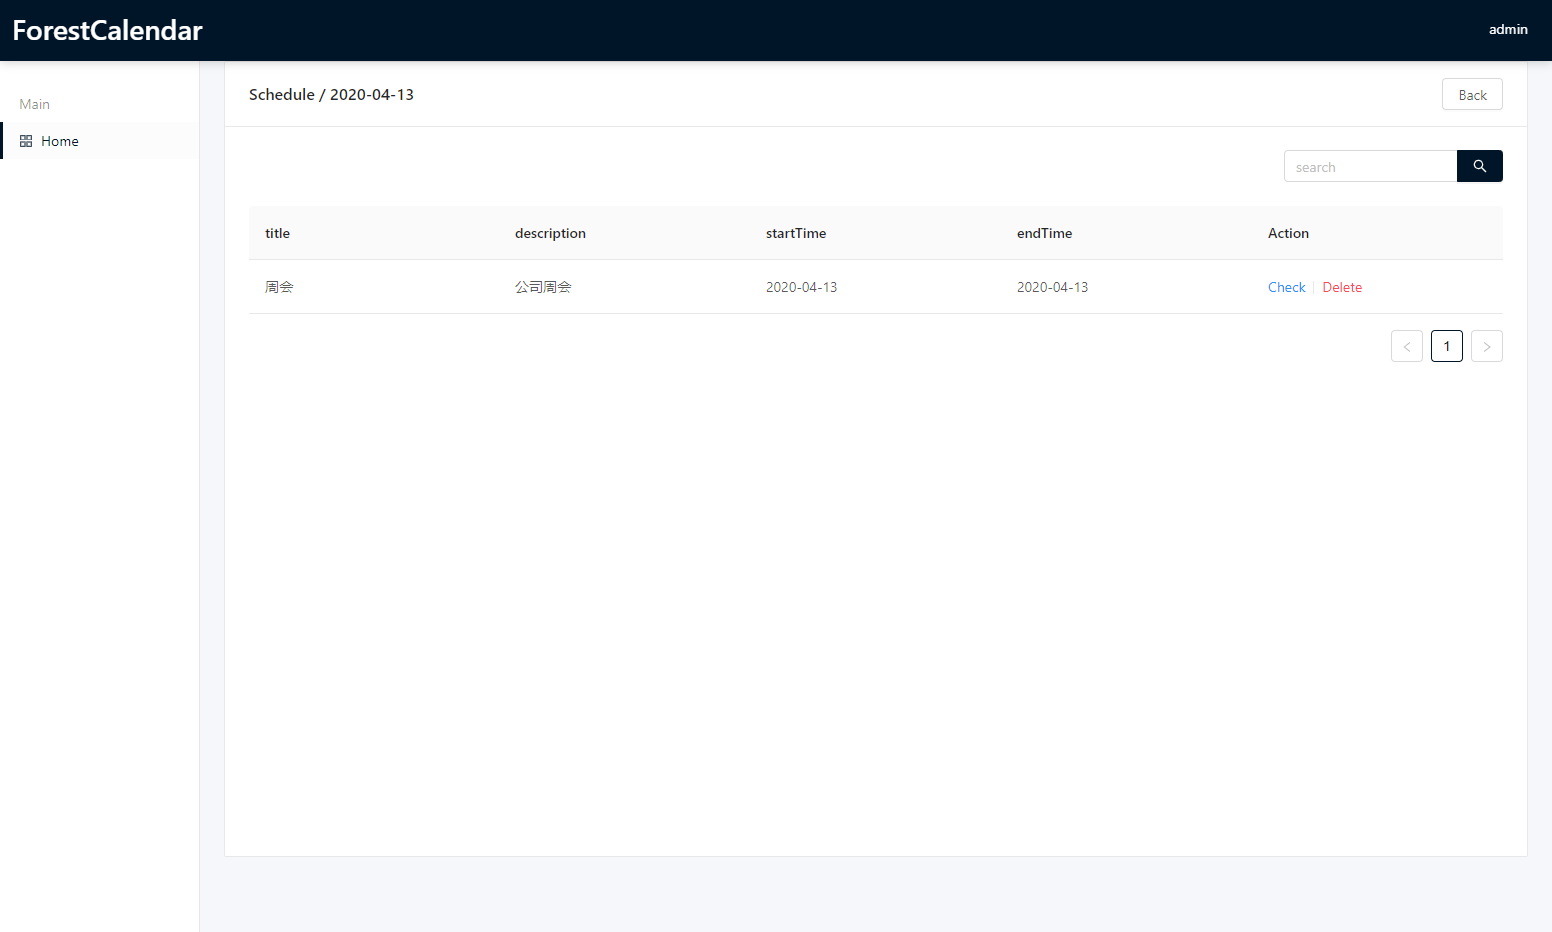 ForestCalendar
admin
Main
Home
Schedule / 2020-04-13
Back
search
title description startTime endTime Action
周会 公司周会 2020-04-13 2020-04-13 Check Delete
< 1 >